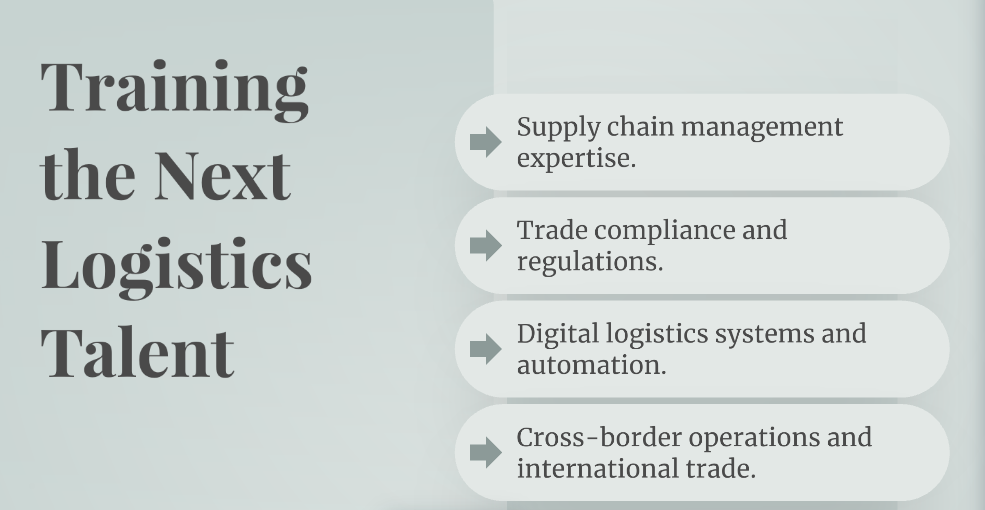 Training
the Next
Logistics
Talent
Supply chain management
expertise.
Trade compliance and
regulations.
Digital logistics systems and
automation.
Cross-border operations and
international trade.